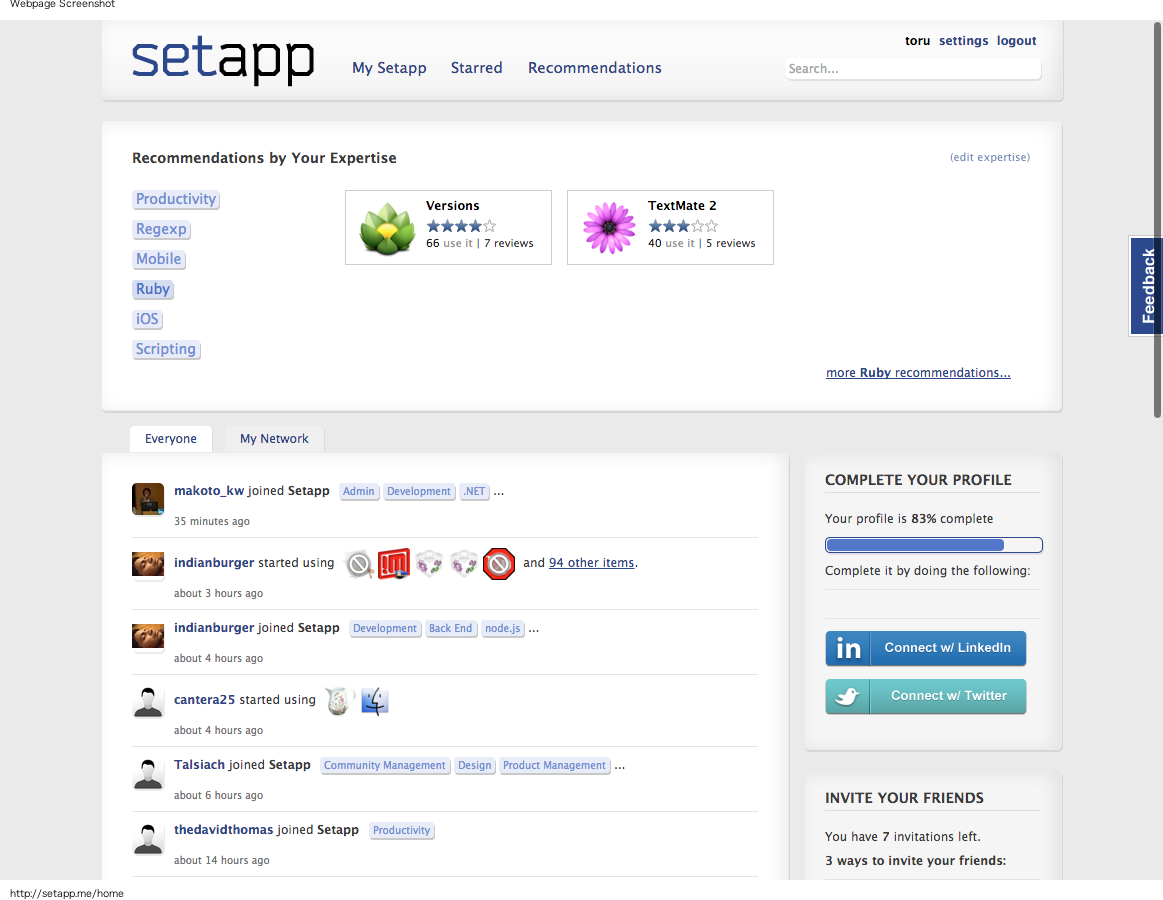 Webpage Screenshot
toru settings logout
setapp
My Setapp Starred Recommendations
Search...
Recommendations by Your Expertise
(edit expertise)
Productivity
Regexp
Mobile
Ruby
iOS
Scripting
Versions
66 use it | 7 reviews
TextMate 2
40 use it | 5 reviews
more Ruby recommendations...
Feedback
Everyone
My Network
makoto_kw joined Setapp Admin Development .NET ...
35 minutes ago
indianburger started using and 94 other items.
about 3 hours ago
indianburger joined Setapp Development Back End node.js ...
about 4 hours ago
cantera25 started using
about 4 hours ago
Talsiach joined Setapp Community Management Design Product Management ...
about 6 hours ago
thedavidthomas joined Setapp Productivity
about 14 hours ago
COMPLETE YOUR PROFILE
Your profile is 83% complete
Complete it by doing the following:
in Connect w/ LinkedIn
Connect w/ Twitter
INVITE YOUR FRIENDS
You have 7 invitations left.
3 ways to invite your friends:
http://setapp.me/home